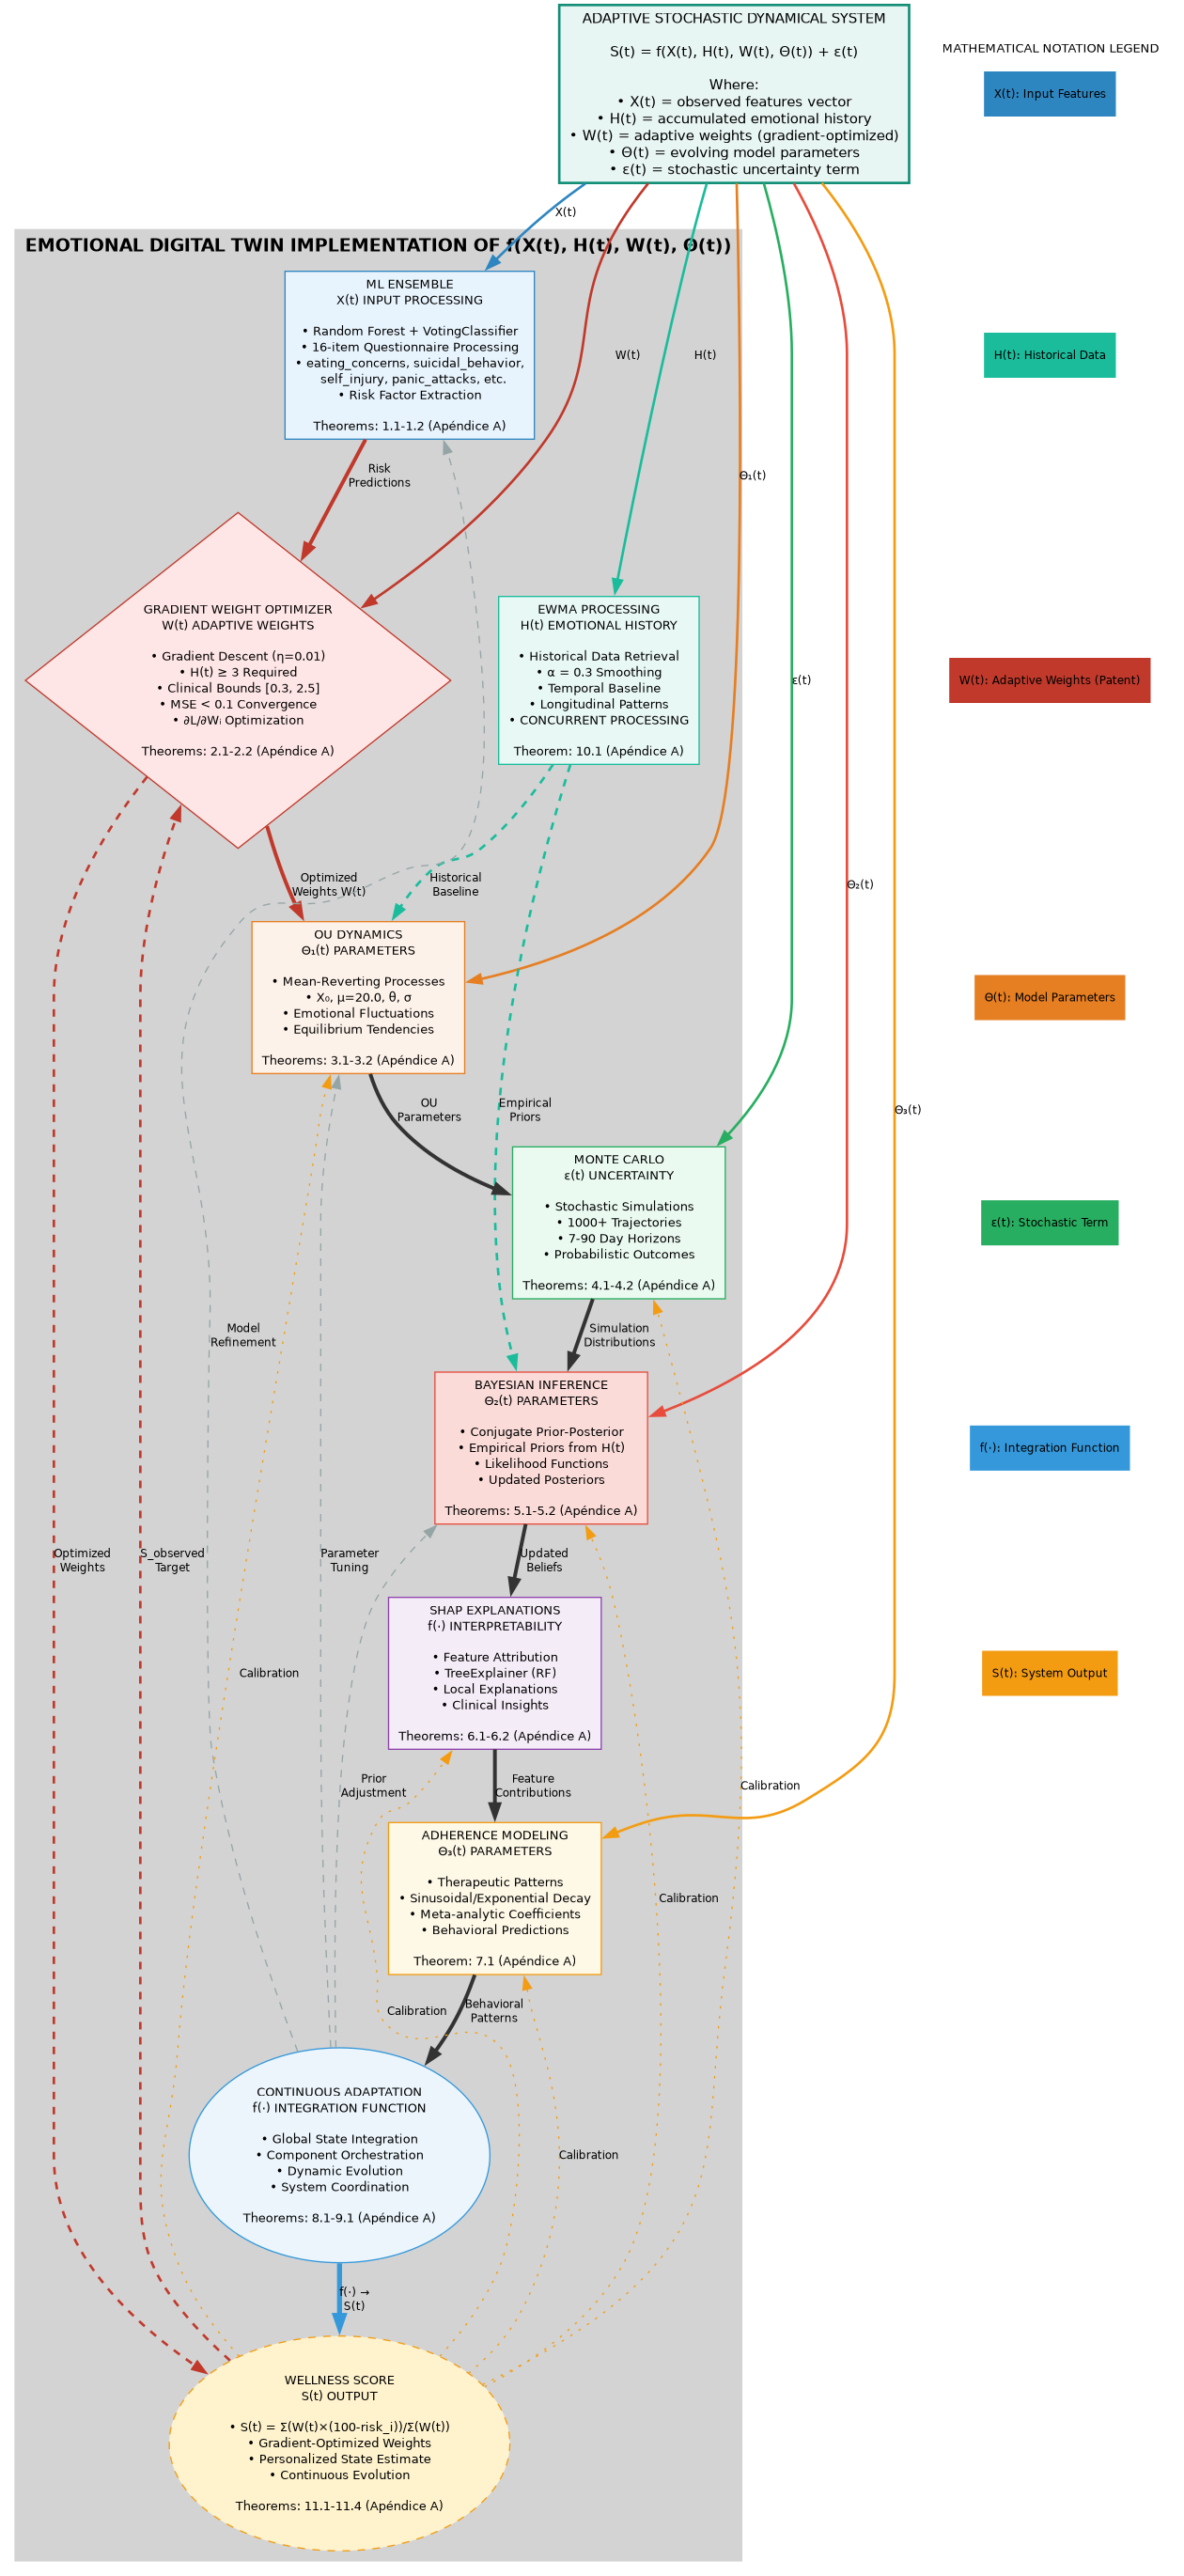 ADAPTIVE STOCHASTIC DYNAMICAL SYSTEM
S(t) = f(X(t), H(t), W(t), Θ(t)) + ε(t)
Where:
• X(t) = observed features vector
• H(t) = accumulated emotional history
• W(t) = adaptive weights (gradient-optimized)
• Θ(t) = evolving model parameters
• ε(t) = stochastic uncertainty term
MATHEMATICAL NOTATION LEGEND
X(t): Input Features
H(t): Historical Data
W(t): Adaptive Weights (Patent)
Θ(t): Model Parameters
ε(t): Stochastic Term
f(·): Integration Function
S(t): System Output
X(t)
W(t)
H(t)
Θ₁(t)
ε(t)
Θ₂(t)
Θ₃(t)
EMOTIONAL DIGITAL TWIN IMPLEMENTATION OF f(X(t), H(t), W(t), Θ(t))
ML ENSEMBLE
X(t) INPUT PROCESSING
• Random Forest + VotingClassifier
• 16-item Questionnaire Processing
• eating_concerns, suicidal_behavior,
self_injury, panic_attacks, etc.
• Risk Factor Extraction
Theorems: 1.1-1.2 (Apéndice A)
Risk
Predictions
GRADIENT WEIGHT OPTIMIZER
W(t) ADAPTIVE WEIGHTS
• Gradient Descent (η=0.01)
• H(t) ≥ 3 Required
• Clinical Bounds [0.3, 2.5]
• MSE < 0.1 Convergence
• ∂L/∂Wᵢ Optimization
Theorems: 2.1-2.2 (Apéndice A)
EWMA PROCESSING
H(t) EMOTIONAL HISTORY
• Historical Data Retrieval
• α = 0.3 Smoothing
• Temporal Baseline
• Longitudinal Patterns
• CONCURRENT PROCESSING
Theorem: 10.1 (Apéndice A)
Optimized
Weights W(t)
Historical
Baseline
OU DYNAMICS
Θ₁(t) PARAMETERS
• Mean-Reverting Processes
• X₀, μ=20.0, θ, σ
• Emotional Fluctuations
• Equilibrium Tendencies
Theorems: 3.1-3.2 (Apéndice A)
OU
Parameters
Empirical
Priors
MONTE CARLO
ε(t) UNCERTAINTY
• Stochastic Simulations
• 1000+ Trajectories
• 7-90 Day Horizons
• Probabilistic Outcomes
Theorems: 4.1-4.2 (Apéndice A)
Model
Refinement
Simulation
Distributions
BAYESIAN INFERENCE
Θ₂(t) PARAMETERS
• Conjugate Prior-Posterior
• Empirical Priors from H(t)
• Likelihood Functions
• Updated Posteriors
Theorems: 5.1-5.2 (Apéndice A)
Optimized
Weights
S_observed
Target
Parameter
Tuning
Updated
Beliefs
SHAP EXPLANATIONS
f(·) INTERPRETABILITY
• Feature Attribution
• TreeExplainer (RF)
• Local Explanations
• Clinical Insights
Theorems: 6.1-6.2 (Apéndice A)
Calibration
Prior
Adjustment
Feature
Contributions
Calibration
ADHERENCE MODELING
Θ₃(t) PARAMETERS
• Therapeutic Patterns
• Sinusoidal/Exponential Decay
• Meta-analytic Coefficients
• Behavioral Predictions
Theorem: 7.1 (Apéndice A)
Calibration
Calibration
Behavioral
Patterns
CONTINUOUS ADAPTATION
f(·) INTEGRATION FUNCTION
• Global State Integration
• Component Orchestration
• Dynamic Evolution
• System Coordination
Theorems: 8.1-9.1 (Apéndice A)
Calibration
f(·) →
S(t)
WELLNESS SCORE
S(t) OUTPUT
• S(t) = Σ(W(t)×(100-risk_i))/Σ(W(t))
• Gradient-Optimized Weights
• Personalized State Estimate
• Continuous Evolution
Theorems: 11.1-11.4 (Apéndice A)